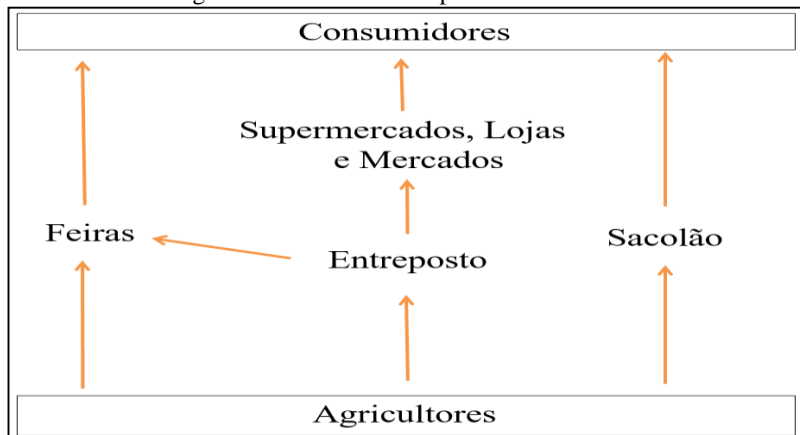 Consumidores
Supermercados, Lojas
e Mercados
Feiras
Entreposto
Sacolão
Agricultores